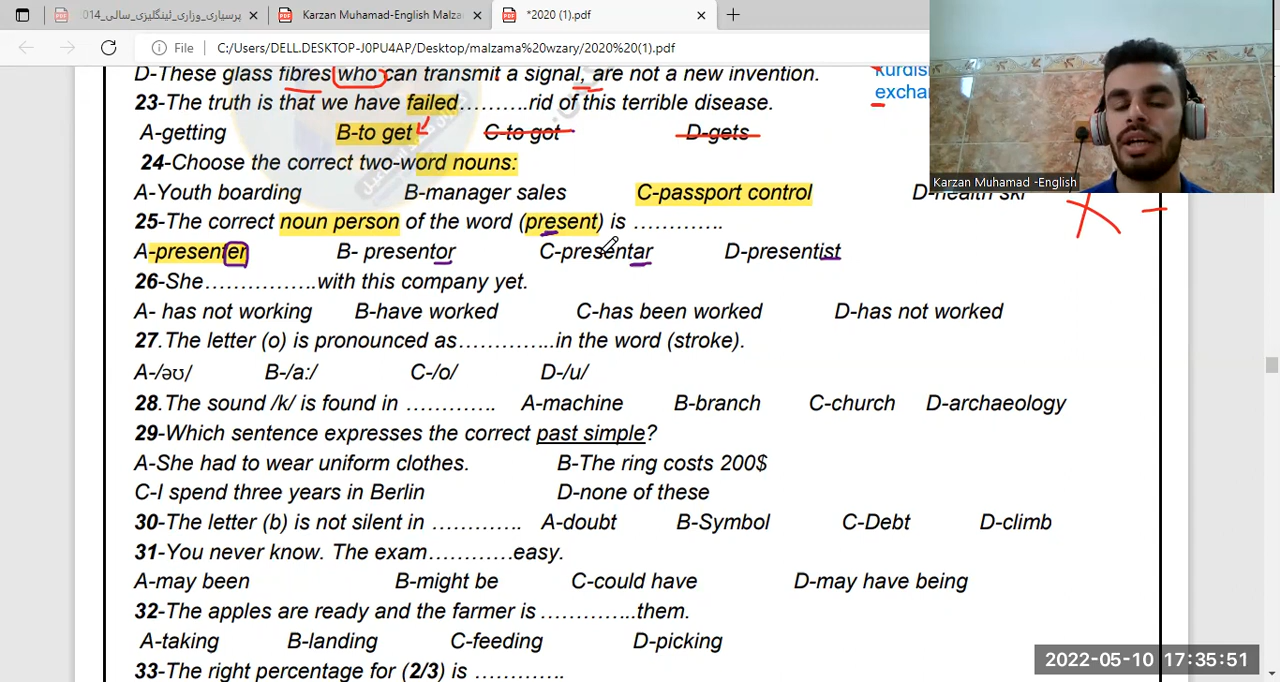 پرسیاری_وزاری_ئینگلیزی_سالی_2014
Karzan Muhamad-English Malza
*2020 (1).pdf
File C:/Users/DELL.DESKTOP-J0PU4AP/Desktop/malzama%20wzary/2020%20(1).pdf
D-These glass fibres who can transmit a signal, are not a new invention.
kurdish
23-The truth is that we have failed..........rid of this terrible disease.
excha
A-getting B-to get C-to got D-gets
24-Choose the correct two-word nouns:
Karzan Muhamad -English
A-Youth boarding B-manager sales C-passport control D-health ski
25-The correct noun person of the word (present) is .............
A-presenter B- presentor C-presentar D-presentist
26-She.................with this company yet.
A- has not working B-have worked C-has been worked D-has not worked
27.The letter (o) is pronounced as...............in the word (stroke).
A-/əʊ/ B-/a:/ C-/o/ D-/u/
28.The sound /k/ is found in ............. A-machine B-branch C-church D-archaeology
29-Which sentence expresses the correct past simple?
A-She had to wear uniform clothes. B-The ring costs 200$
C-I spend three years in Berlin D-none of these
30-The letter (b) is not silent in ............. A-doubt B-Symbol C-Debt D-climb
31-You never know. The exam............easy.
A-may been B-might be C-could have D-may have being
32-The apples are ready and the farmer is ..............them.
A-taking B-landing C-feeding D-picking
33-The right percentage for (2/3) is .............
2022-05-10 17:35:51